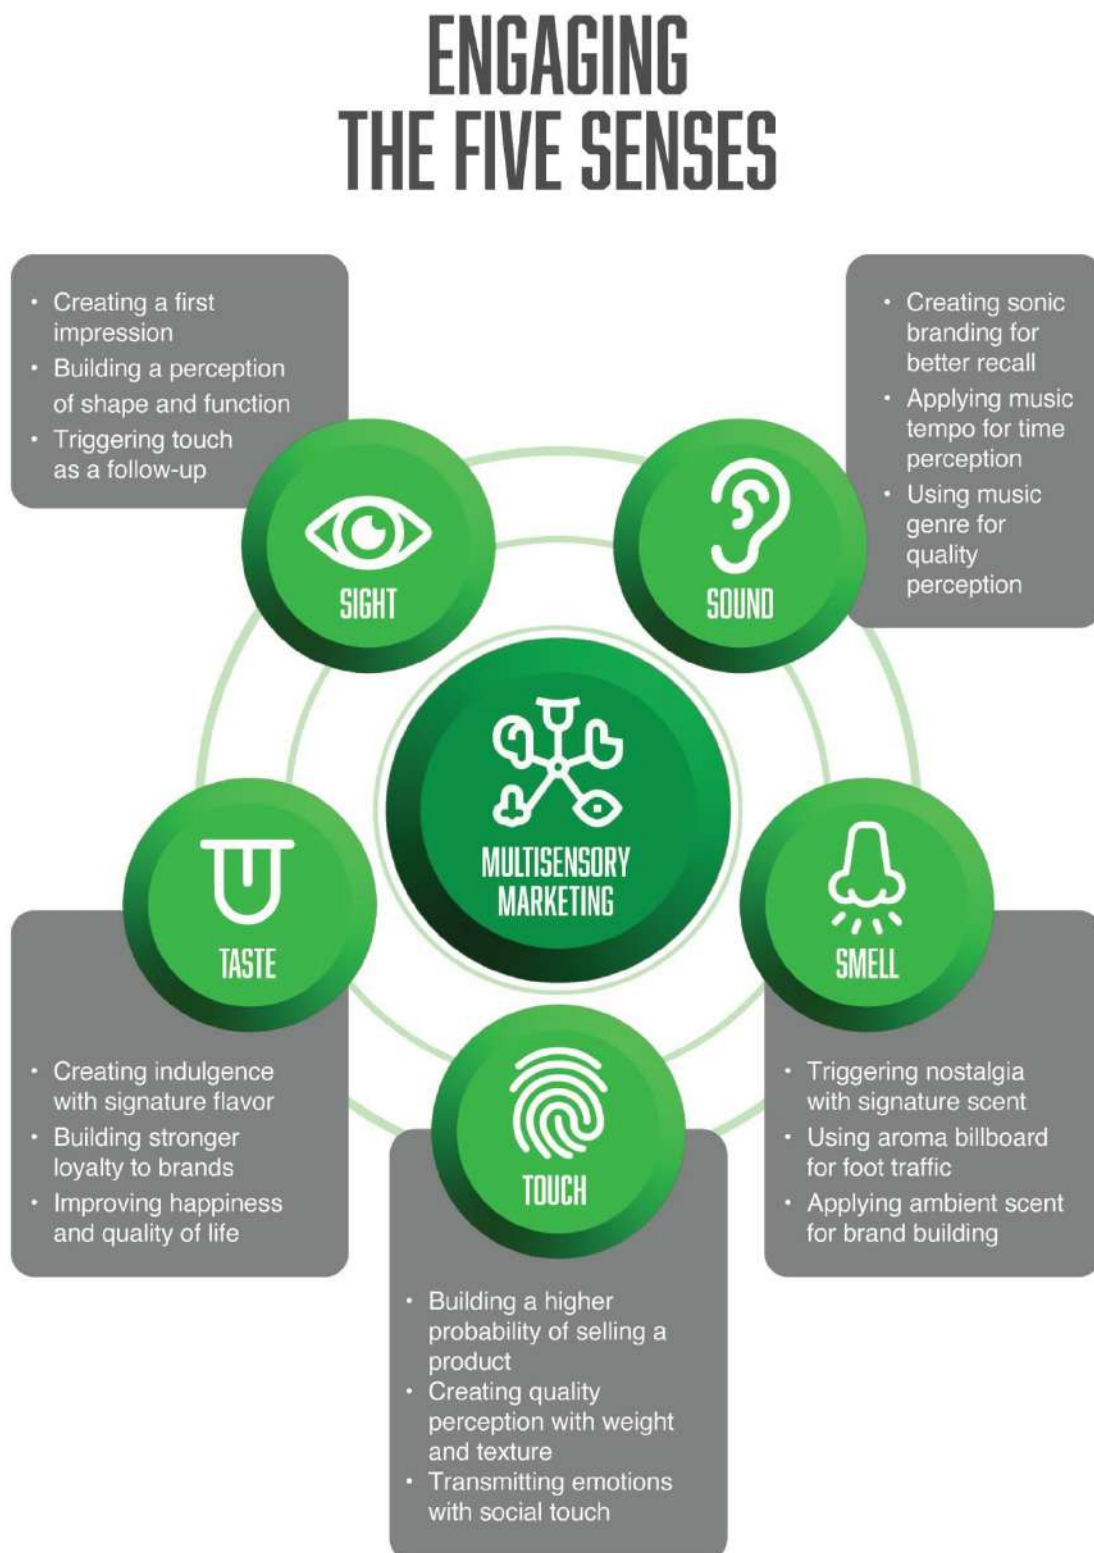 ENGAGING
THE FIVE SENSES
• Creating a first
impression
• Building a perception
of shape and function
• Triggering touch
as a follow-up
SIGHT
• Creating sonic
branding for
better recall
• Applying music
tempo for time
perception
• Using music
genre for
quality
perception
SOUND
MULTISENSORY
MARKETING
TASTE
• Creating indulgence
with signature flavor
• Building stronger
loyalty to brands
• Improving happiness
and quality of life
SMELL
• Triggering nostalgia
with signature scent
• Using aroma billboard
for foot traffic
• Applying ambient scent
for brand building
TOUCH
• Building a higher
probability of selling a
product
• Creating quality
perception with weight
and texture
• Transmitting emotions
with social touch